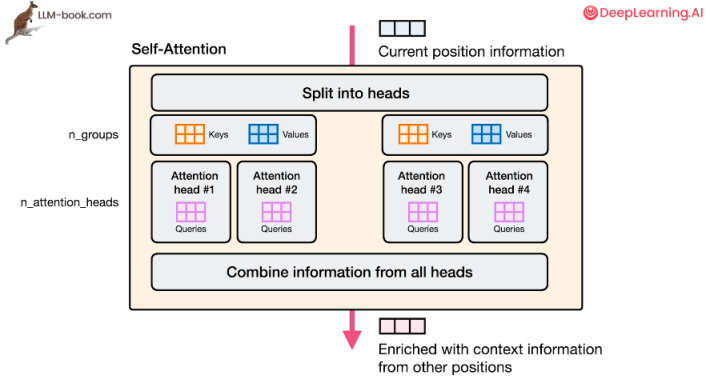 LLM-book.com
DeepLearning.AI
Self-Attention
Current position information
Split into heads
n_groups
Keys
Values
Keys
Values
n_attention_heads
Attention
head #1
Queries
Attention
head #2
Queries
Attention
head #3
Queries
Attention
head #4
Queries
Combine information from all heads
Enriched with context information
from other positions